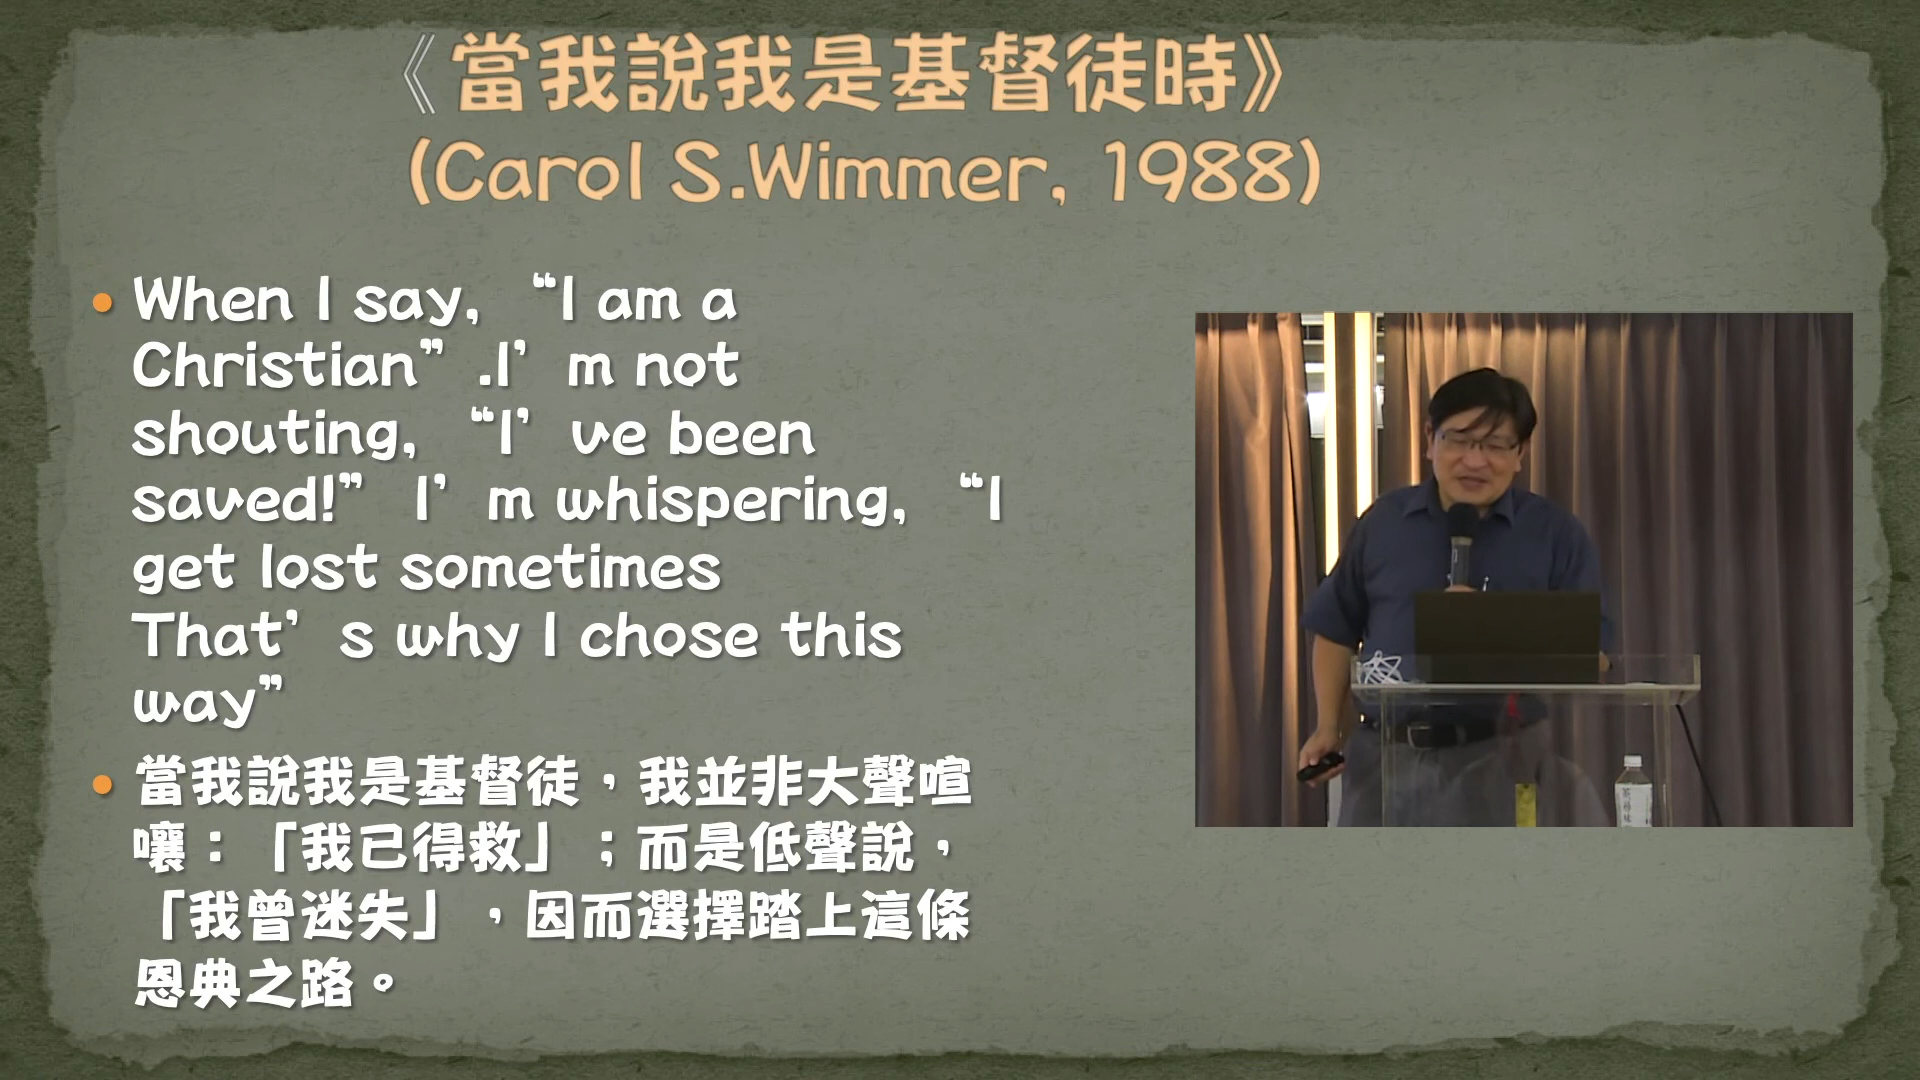 《當我說我是基督徒時》
(Carol S.Wimmer, 1988)
When I say, “I am a
Christian”.I’m not
shouting, “I’ve been
saved!” I’m whispering, “I
get lost sometimes
That’s why I chose this
way”
當我說我是基督徒，我並非大聲喧
嚷：「我已得救」；而是低聲說，
「我曾迷失」，因而選擇踏上這條
恩典之路。